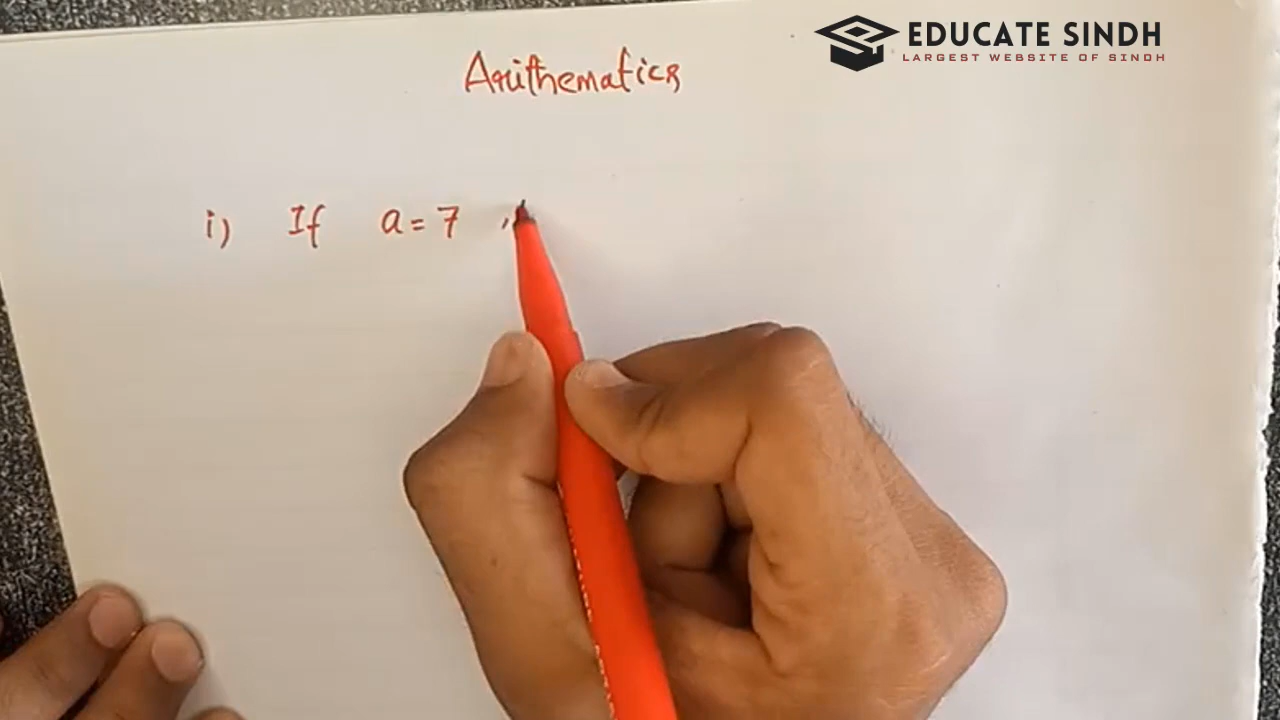 EDUCATE SINDH
LARGEST WEBSITE OF SINDH
Arithematics
i) If a = 7 ,